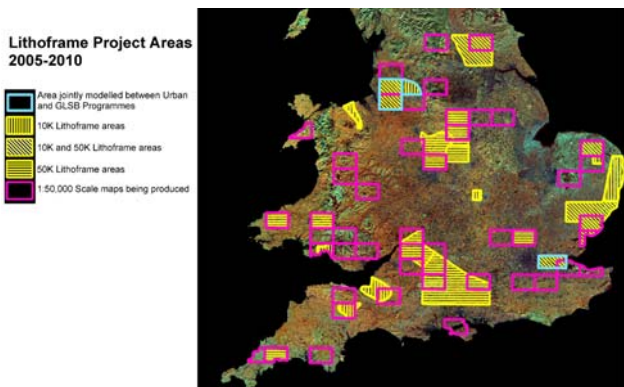 Lithoframe Project Areas
2005-2010
Area jointly modelled between Urban
and GLSB Programmes
10K Lithoframe areas
10K and 50K Lithoframe areas
50K Lithoframe areas
1:50,000 Scale maps being produced